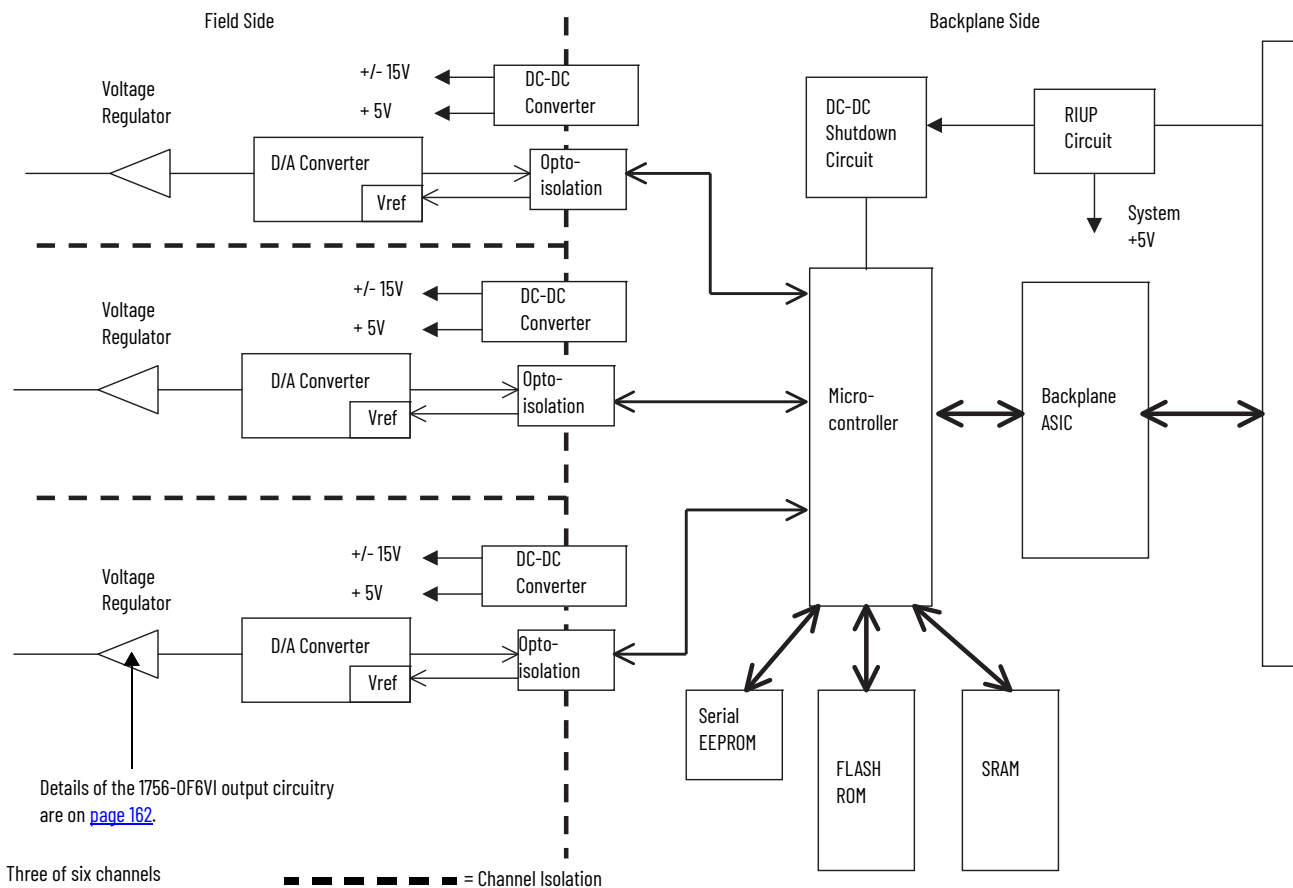 Field Side
Backplane Side
Voltage
Regulator
+/- 15V
+ 5V
DC-DC
Converter
D/A Converter
Vref
Opto-
isolation
DC-DC
Shutdown
Circuit
RIUP
Circuit
System
+5V
Voltage
Regulator
+/- 15V
+ 5V
DC-DC
Converter
D/A Converter
Vref
Opto-
isolation
Micro-
controller
Backplane
ASIC
Voltage
Regulator
+/- 15V
+ 5V
DC-DC
Converter
D/A Converter
Vref
Opto-
isolation
Serial
EEPROM
FLASH
ROM
SRAM
Details of the 1756-OF6VI output circuitry
are on page 162.
Three of six channels
= Channel Isolation